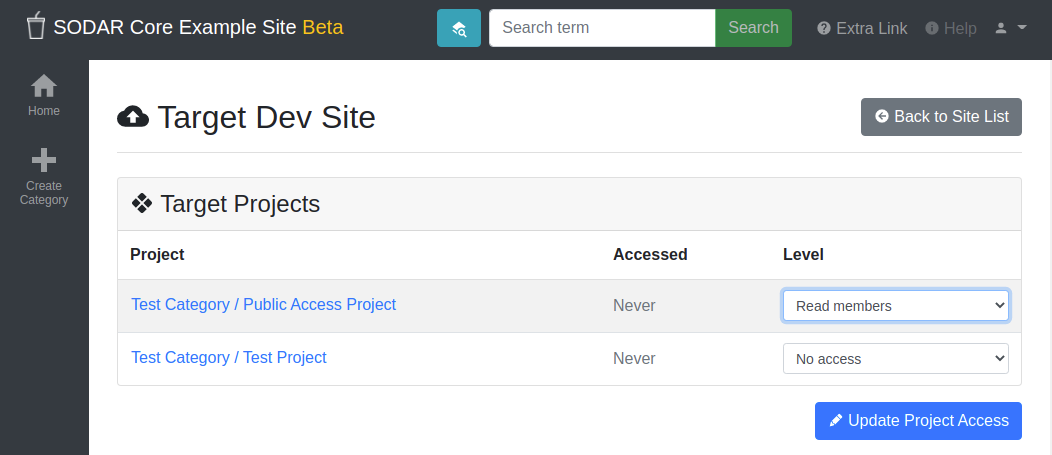 SODAR Core Example Site Beta
Search term
Search
Extra Link
Help
Home
Create
Category
Target Dev Site
Back to Site List
Target Projects
Project Accessed Level
Test Category / Public Access Project Never Read members
Test Category / Test Project Never No access
Update Project Access